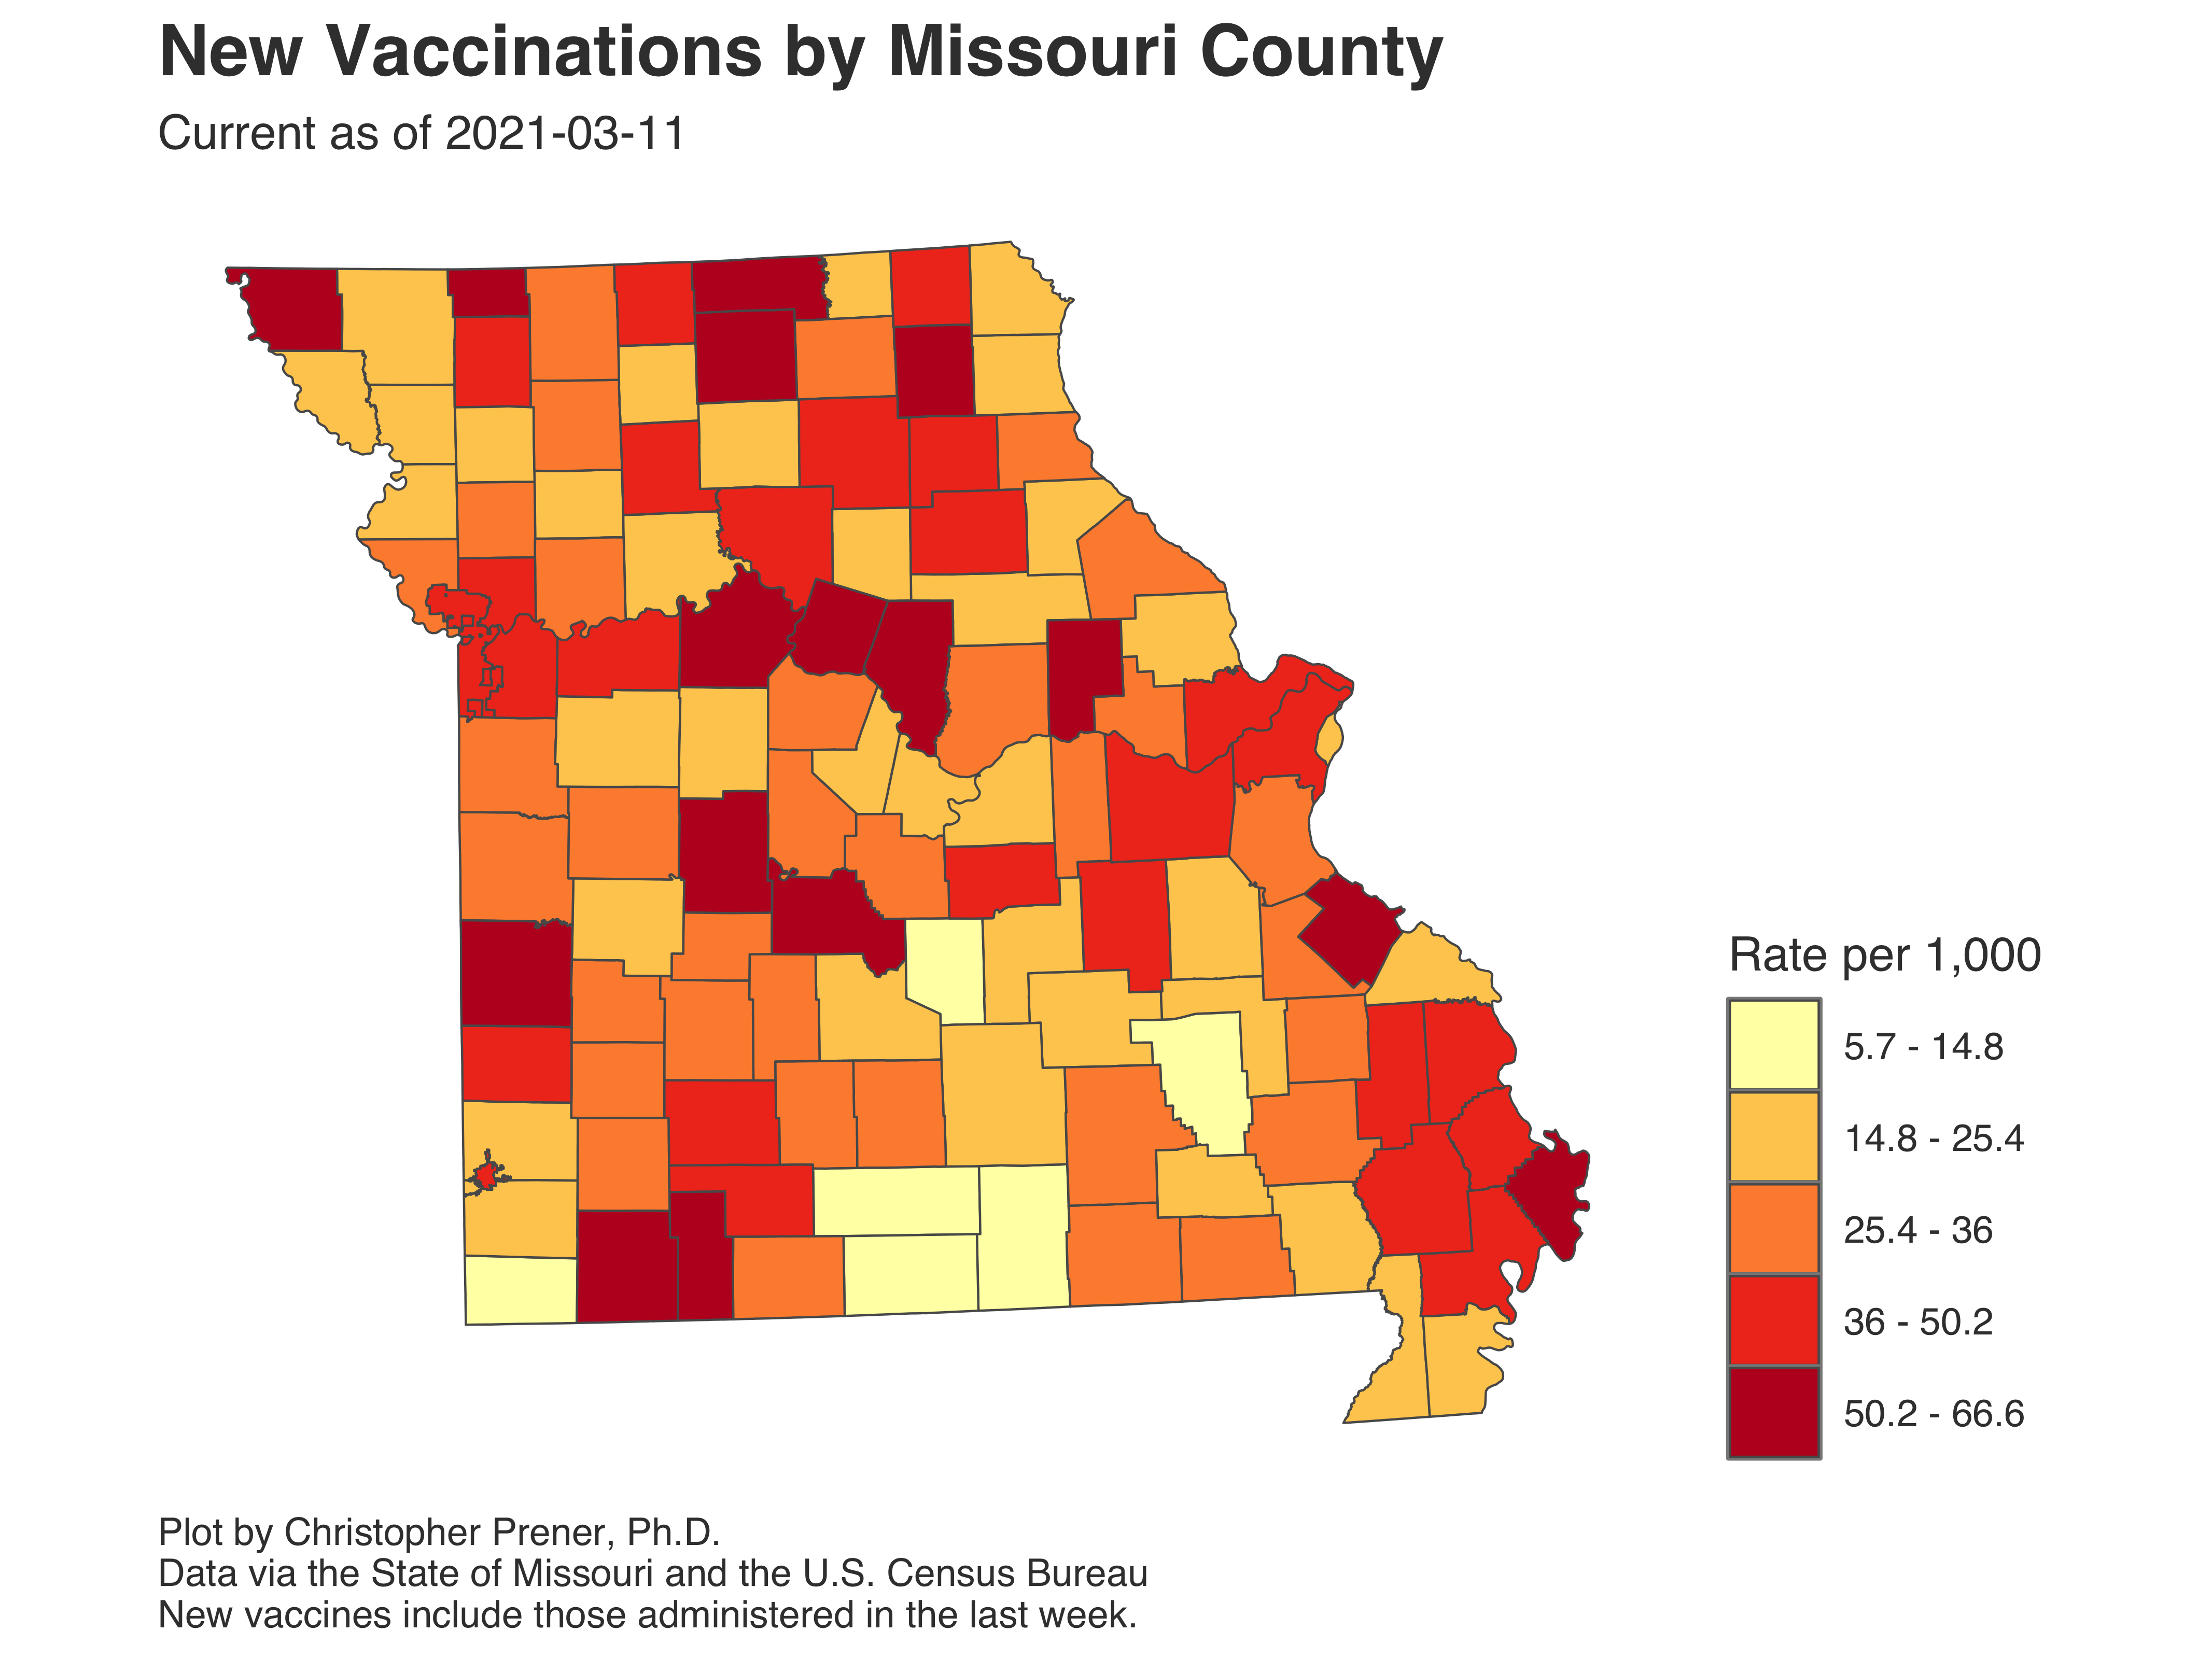 New Vaccinations by Missouri County
Current as of 2021-03-11
Rate per 1,000
5.7 - 14.8
14.8 - 25.4
25.4 - 36
36 - 50.2
50.2 - 66.6
Plot by Christopher Prener, Ph.D.
Data via the State of Missouri and the U.S. Census Bureau
New vaccines include those administered in the last week.